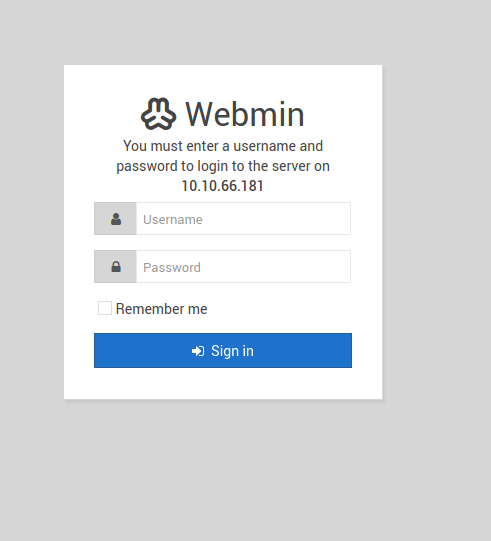 Webmin
You must enter a username and
password to login to the server on
10.10.66.181
Username
Password
Remember me
Sign in